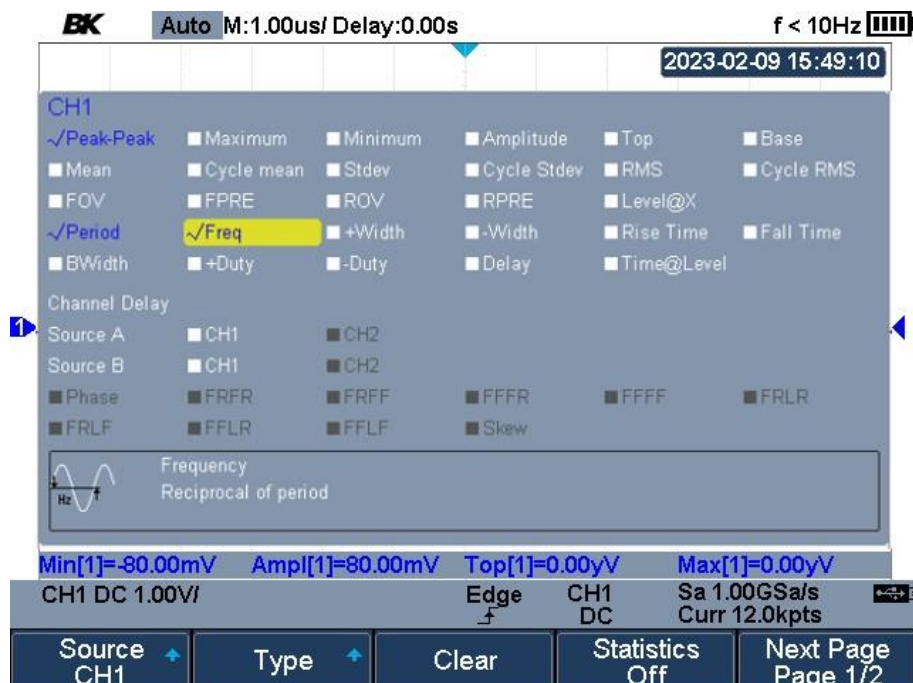 BK Auto M:1.00us/ Delay:0.00s f < 10Hz
2023-02-09 15:49:10
CH1
Peak-Peak Maximum Minimum Amplitude Top Base
Mean Cycle mean Stdev Cycle Stdev RMS Cycle RMS
FOV FPRE ROV RPRE Level@X
Period Freq +Width -Width Rise Time Fall Time
BWidth +Duty -Duty Delay Time@Level
Channel Delay
1
Source A CH1 CH2
Source B CH1 CH2
Phase FRFR FRFF FFFR FFFF FRLR
FRLF FFLR FFLF Skew
Frequency
Hz Reciprocal of period
Min[1]=-80.00mV Ampl[1]=80.00mV Top[1]=0.00yV Max[1]=0.00yV
CH1 DC 1.00V/ Edge CH1 Sa 1.00GSa/s
DC Curr 12.0kpts
Source Type Clear Statistics Next Page
CH1 Off Page 1/2